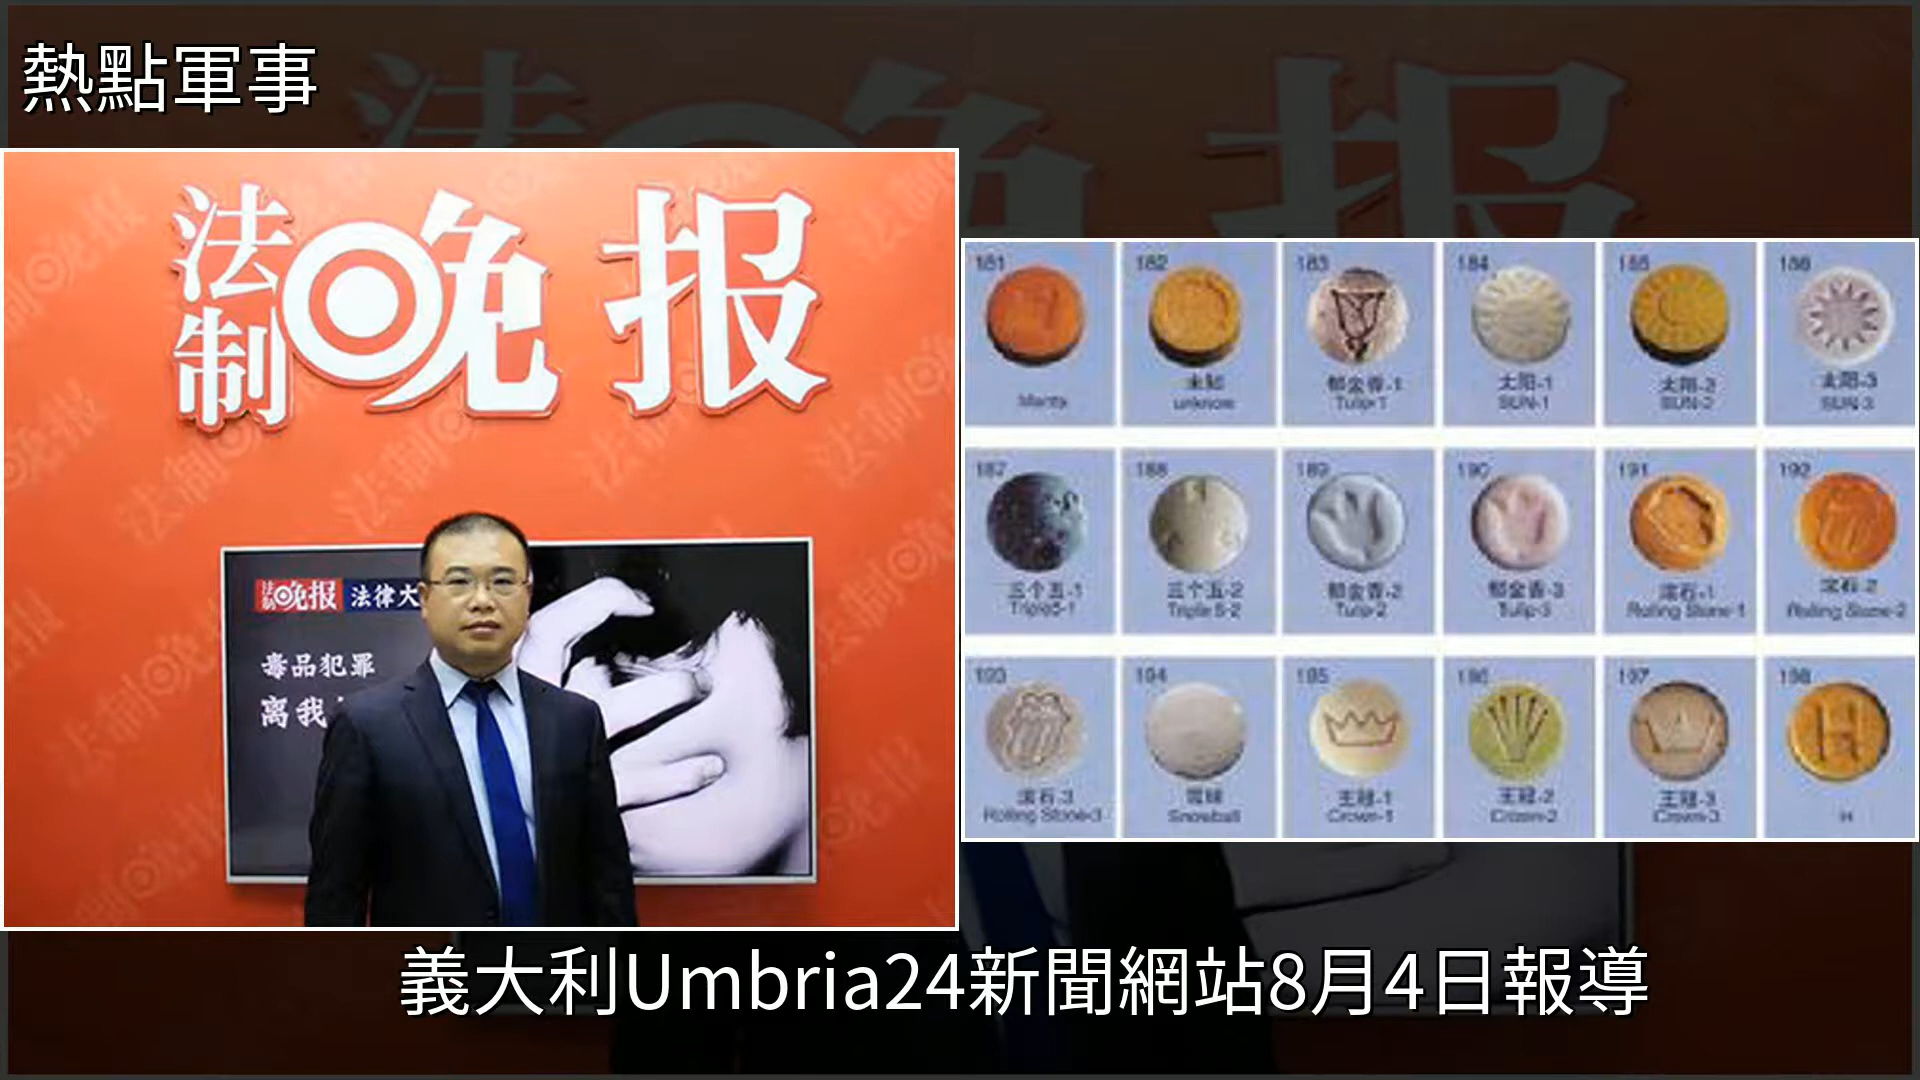 熱點軍事
法制晚报
法制晚报 法律大
毒品犯罪
离我
181 182 183 184 185 186
Manta 未知 郁金香-1 太阳-1 太阳-2 太阳-3
unknow Tulip-1 SUN-1 SUN-2 SUN-3
187 188 189 190 191 192
三个五-1 三个五-2 郁金香-2 郁金香-3 滚石-1 滚石-2
Triple5-1 Triple5-2 Tulip-2 Tulip-3 Rolling Stone-1 Rolling Stone-2
193 194 195 196 197 198
滚石-3 雪球 王冠-1 王冠-2 王冠-3
Rolling Stone-3 Snowball Crown-1 Crown-2 Crown-3 H
義大利Umbria24新聞網站8月4日報導